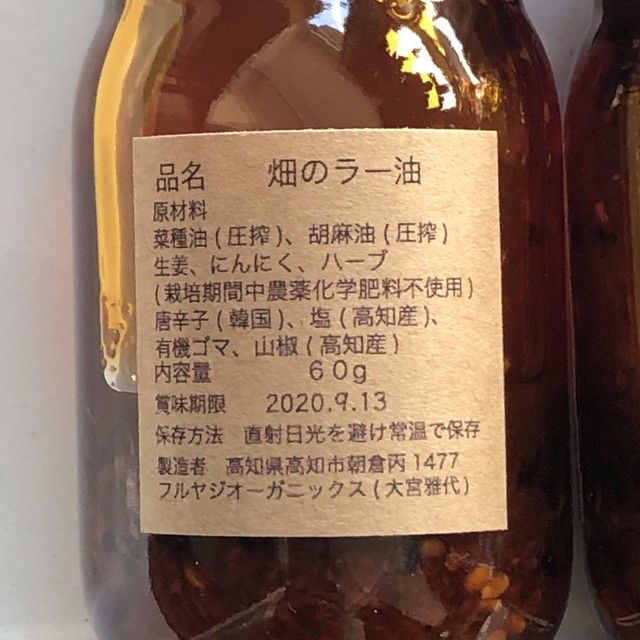 品名 畑のラー油
原材料
菜種油(圧搾)、胡麻油(圧搾)
生姜、にんにく、ハーブ
(栽培期間中農薬化学肥料不使用)
唐辛子(韓国)、塩(高知産)、
有機ゴマ、山椒(高知産)
内容量 60g
賞味期限 2020.9.13
保存方法 直射日光を避け常温で保存
製造者 高知県高知市朝倉丙1477
フルヤジオーガニックス(大宮雅代)